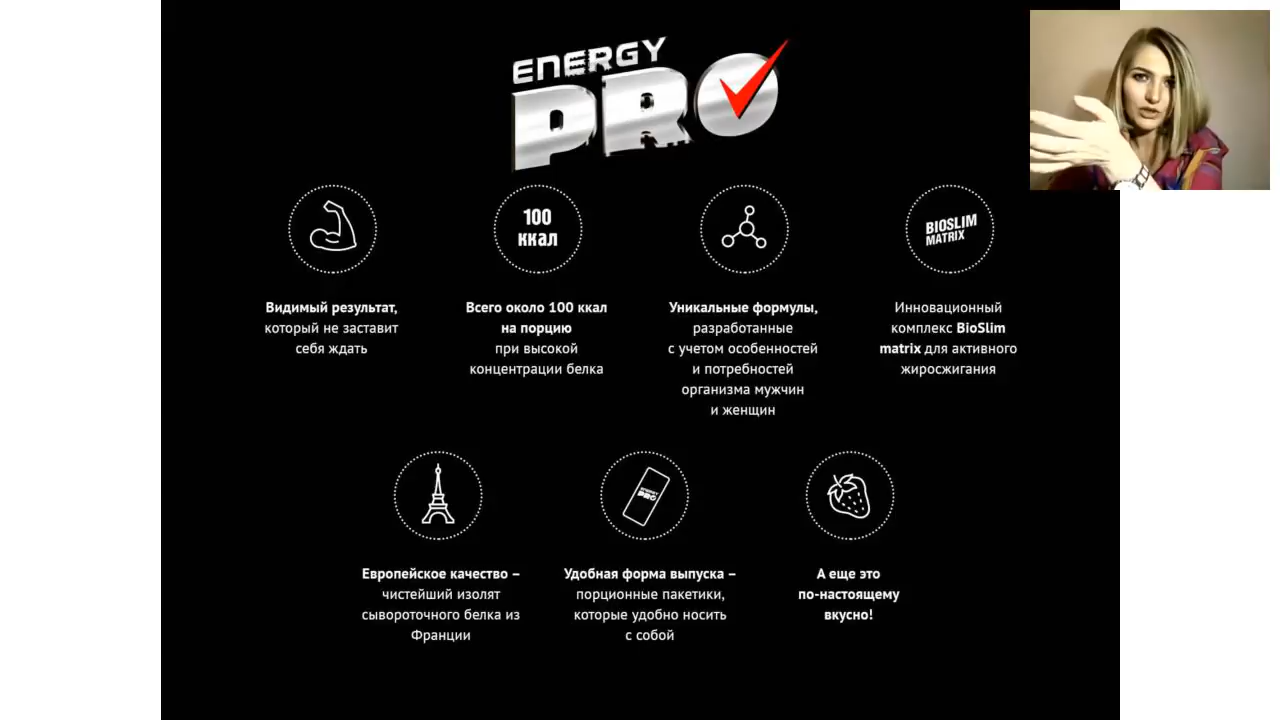 ENERGY
PRO
100
ккал
BIOSLIM
MATRIX
Видимый результат,
который не заставит
себя ждать
Всего около 100 ккал
на порцию
при высокой
концентрации белка
Уникальные формулы,
разработанные
с учетом особенностей
и потребностей
организма мужчин
и женщин
Инновационный
комплекс BioSlim
matrix для активного
жиросжигания
ENERGY
PRO
Европейское качество –
чистейший изолят
сывороточного белка из
Франции
Удобная форма выпуска –
порционные пакетики,
которые удобно носить
с собой
А еще это
по-настоящему
вкусно!